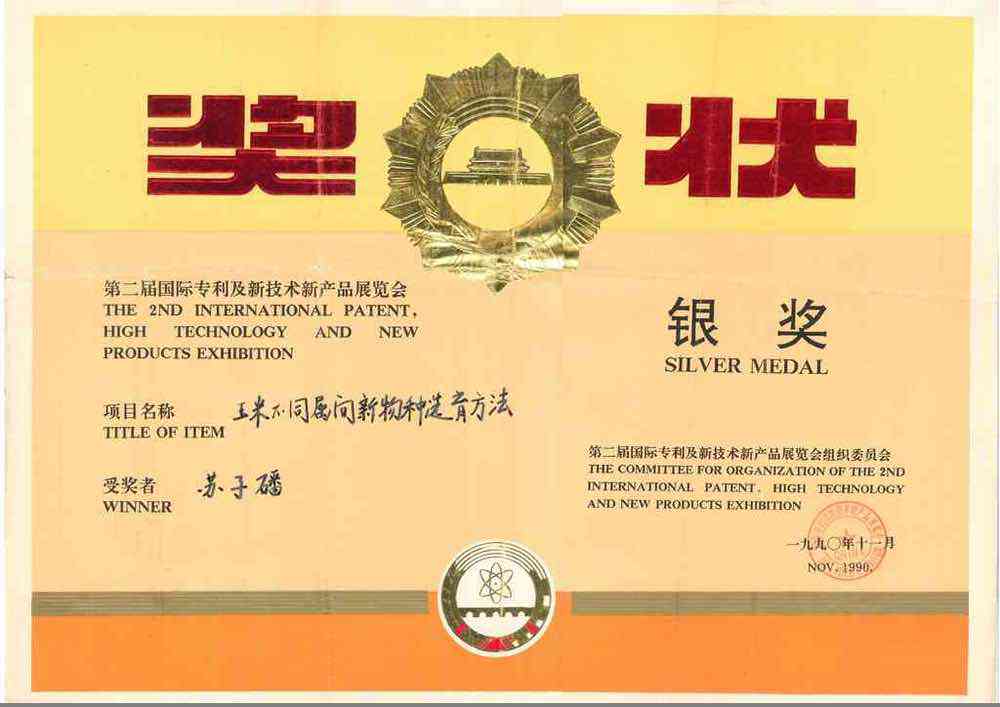 奖状
第二届国际专利及新技术新产品展览会
THE 2ND INTERNATIONAL PATENT,
HIGH TECHNOLOGY AND NEW
PRODUCTS EXHIBITION
银奖
SILVER MEDAL
项目名称 玉米不同属间新物种选育方法
TITLE OF ITEM
受奖者 苏子磻
WINNER
第二届国际专利及新技术新产品展览会组织委员会
THE COMMITTEE FOR ORGANIZATION OF THE 2ND
INTERNATIONAL PATENT, HIGH TECHNOLOGY
AND NEW PRODUCTS EXHIBITION
一九九〇年十一月
NOV. 1990.